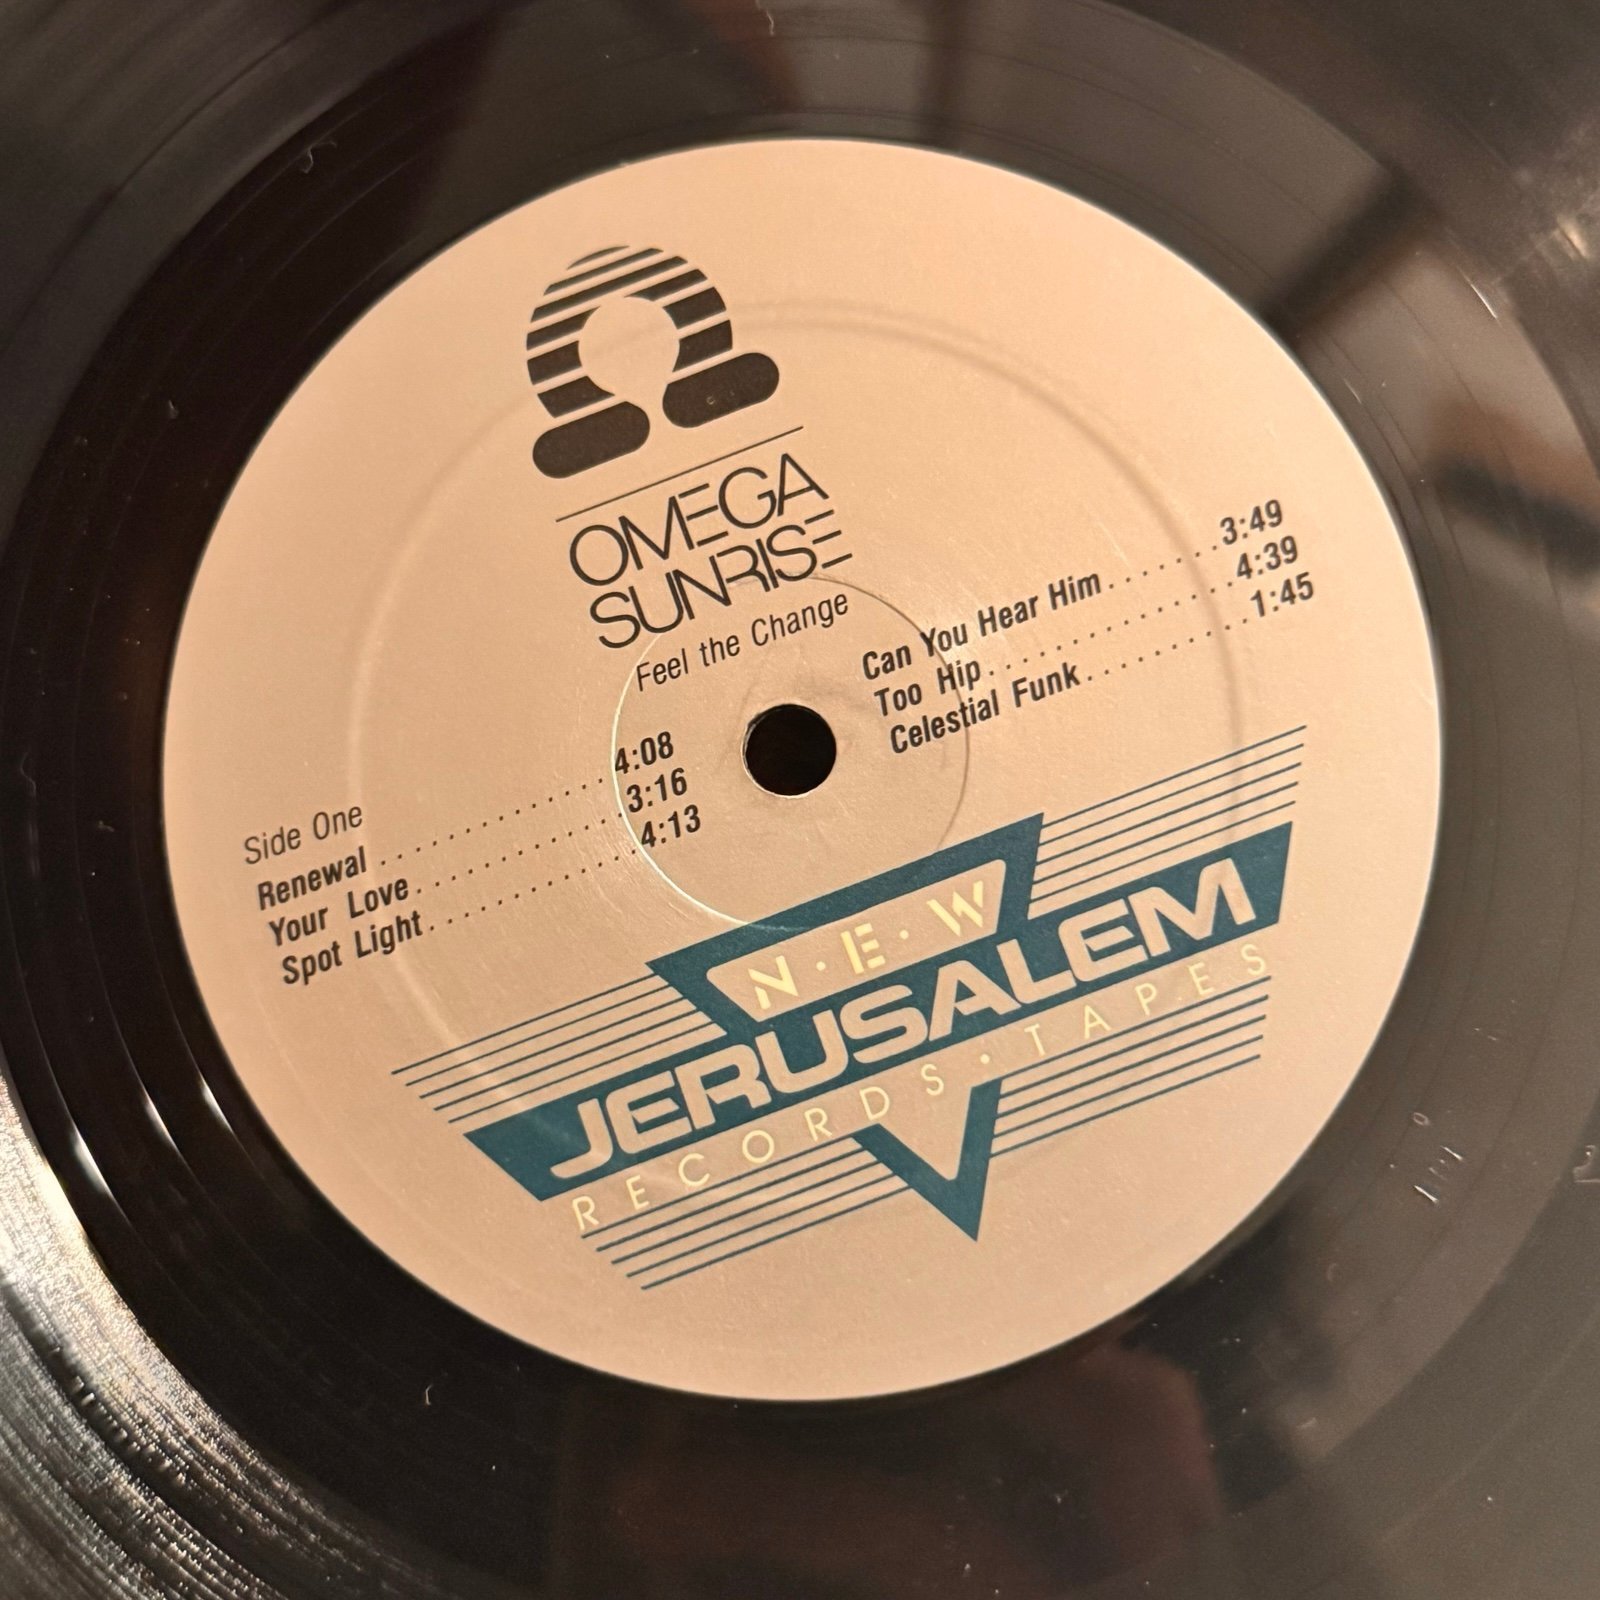 OMEGA
SUNRISE
Feel the Change
Side One
Renewal . . . . . . . . . . . . . . . 4:08
Your Love . . . . . . . . . . . . . . 3:16
Spot Light . . . . . . . . . . . . . . 4:13
Can You Hear Him . . . . . . . 3:49
Too Hip . . . . . . . . . . . . . . . . 4:39
Celestial Funk . . . . . . . . . . 1:45
N·E·W
JERUSALEM
RECORDS·TAPES